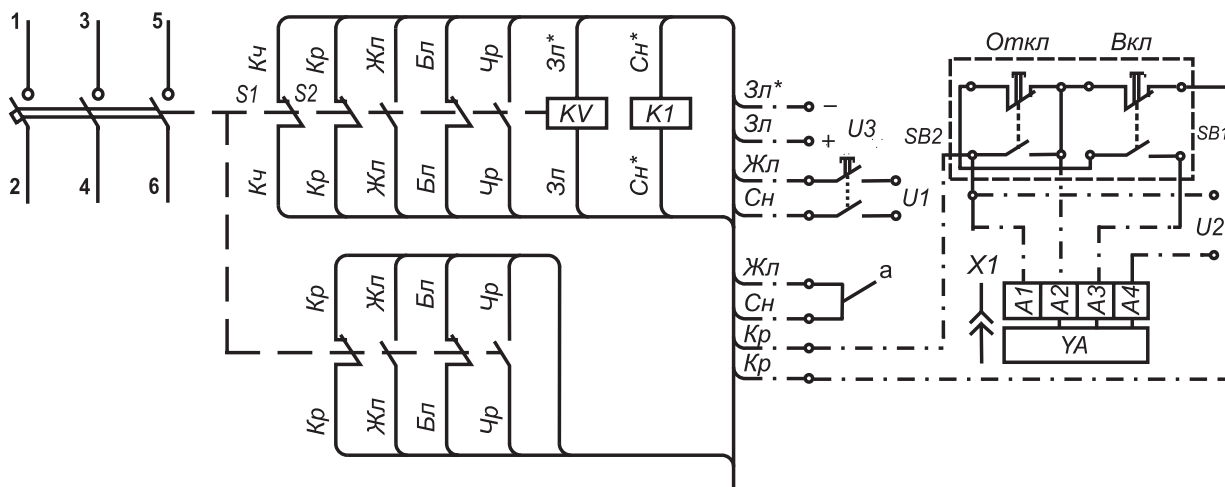 1 3 5
2 4 6
S1 S2
Кч Кр Жл Бл Чр Зл* Сн*
KV K1
Кч Кр Жл Бл Чр Зл Сн*
Кр Жл Бл Чр
Кр Жл Бл Чр
Зл* –
Зл + U3
Жл
Сн U1
Жл а
Сн
Кр
Кр
Откл Вкл
SB2 SB1
U2
X1
A1 A2 A3 A4
YA